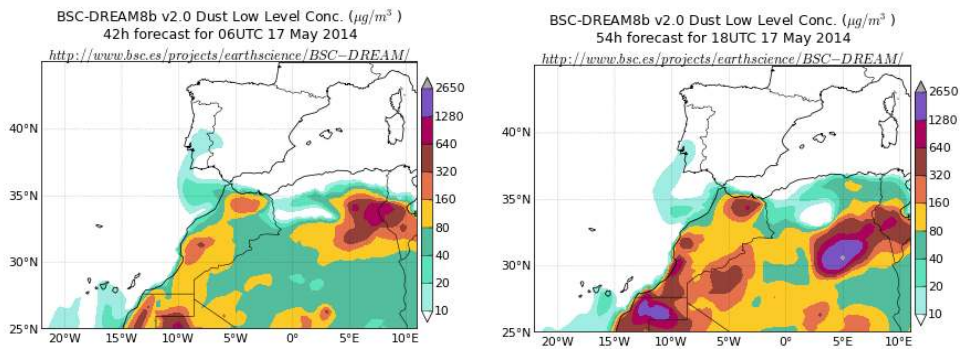 BSC-DREAM8b v2.0 Dust Low Level Conc. (μg/m³ )
42h forecast for 06UTC 17 May 2014
http://www.bsc.es/projects/earthscience/BSC−DREAM/
40°N
35°N
30°N
25°N
20°W
15°W
10°W
5°W
0°
5°E
10°E
2650
1280
640
320
160
80
40
20
10
BSC-DREAM8b v2.0 Dust Low Level Conc. (μg/m³ )
54h forecast for 18UTC 17 May 2014
http://www.bsc.es/projects/earthscience/BSC−DREAM/
40°N
35°N
30°N
25°N
20°W
15°W
10°W
5°W
0°
5°E
10°E
2650
1280
640
320
160
80
40
20
10